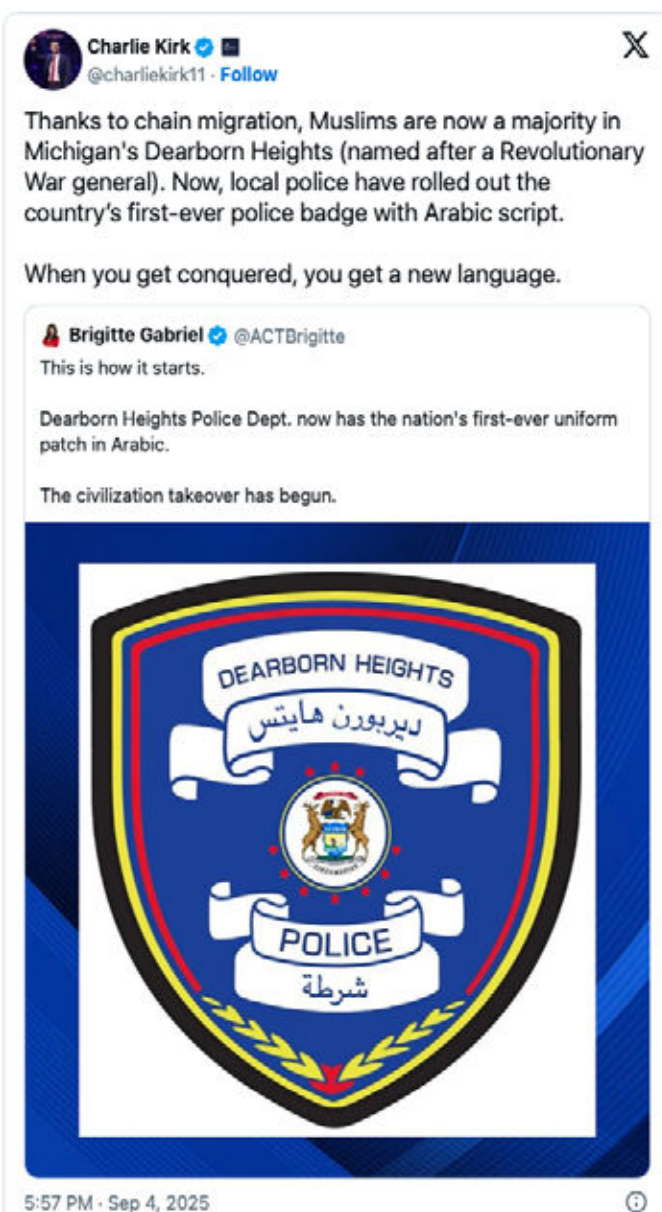 Charlie Kirk
@charliekirk11 · Follow
Thanks to chain migration, Muslims are now a majority in
Michigan's Dearborn Heights (named after a Revolutionary
War general). Now, local police have rolled out the
country's first-ever police badge with Arabic script.
When you get conquered, you get a new language.
Brigitte Gabriel @ACTBrigitte
This is how it starts.
Dearborn Heights Police Dept. now has the nation's first-ever uniform
patch in Arabic.
The civilization takeover has begun.
DEARBORN HEIGHTS
ديربورن هايتس
POLICE
شرطة
5:57 PM · Sep 4, 2025